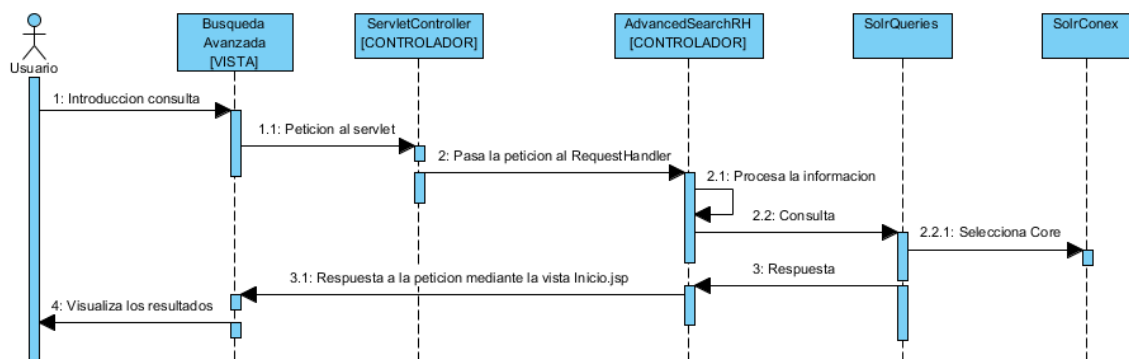 Usuario
Busqueda
Avanzada
[VISTA]
ServletController
[CONTROLADOR]
AdvancedSearchRH
[CONTROLADOR]
SolrQueries
SolrConex
1: Introduccion consulta
1.1: Peticion al servlet
2: Pasa la peticion al RequestHandler
2.1: Procesa la informacion
2.2: Consulta
2.2.1: Selecciona Core
3: Respuesta
3.1: Respuesta a la peticion mediante la vista Inicio.jsp
4: Visualiza los resultados